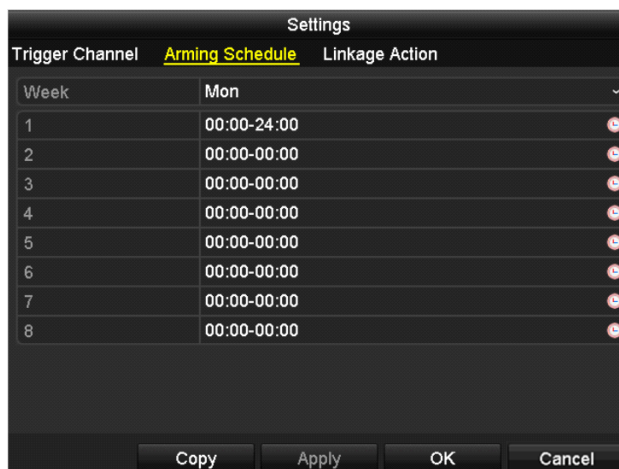 Settings
Trigger Channel Arming Schedule Linkage Action
Week Mon
1 00:00-24:00
2 00:00-00:00
3 00:00-00:00
4 00:00-00:00
5 00:00-00:00
6 00:00-00:00
7 00:00-00:00
8 00:00-00:00
Copy Apply OK Cancel